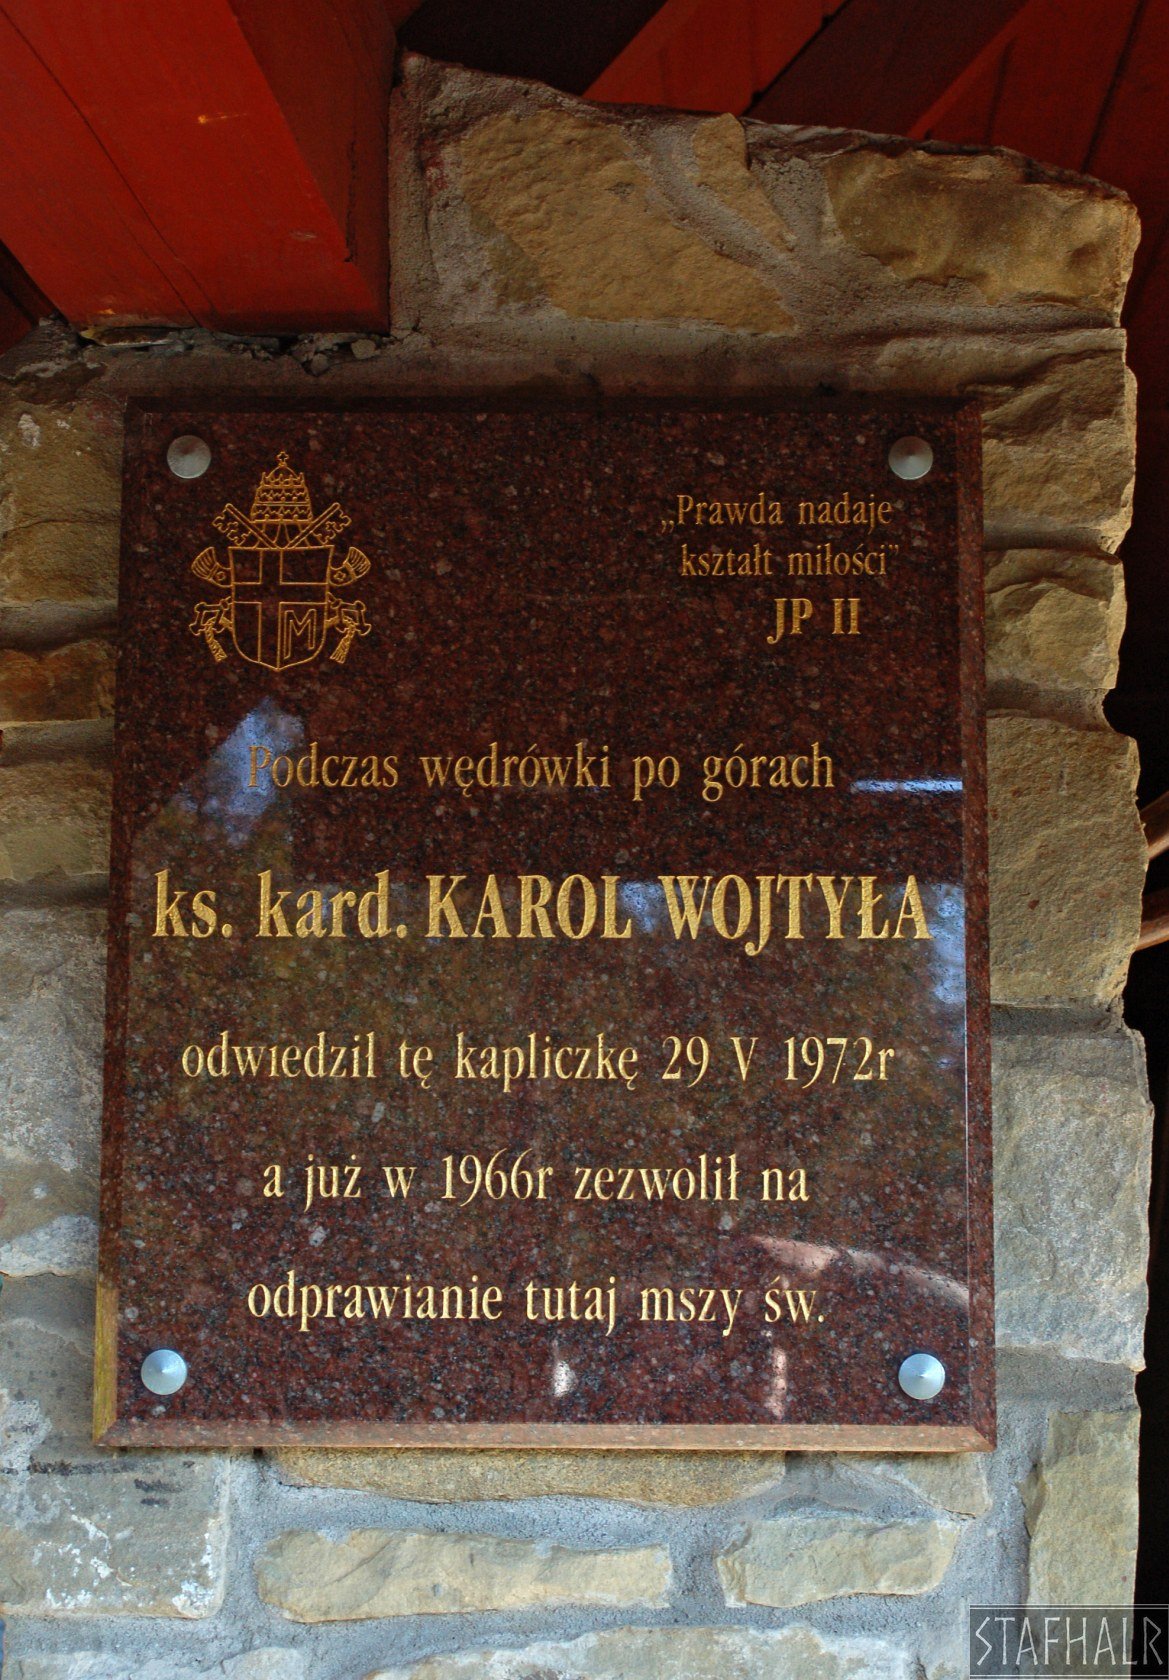 „Prawda nadaje
kształt miłości”
JP II
M
Podczas wędrówki po górach
ks. kard. KAROL WOJTYŁA
odwiedził tę kapliczkę 29 V 1972r
a już w 1966r zezwolił na
odprawianie tutaj mszy św.
STAFHALR